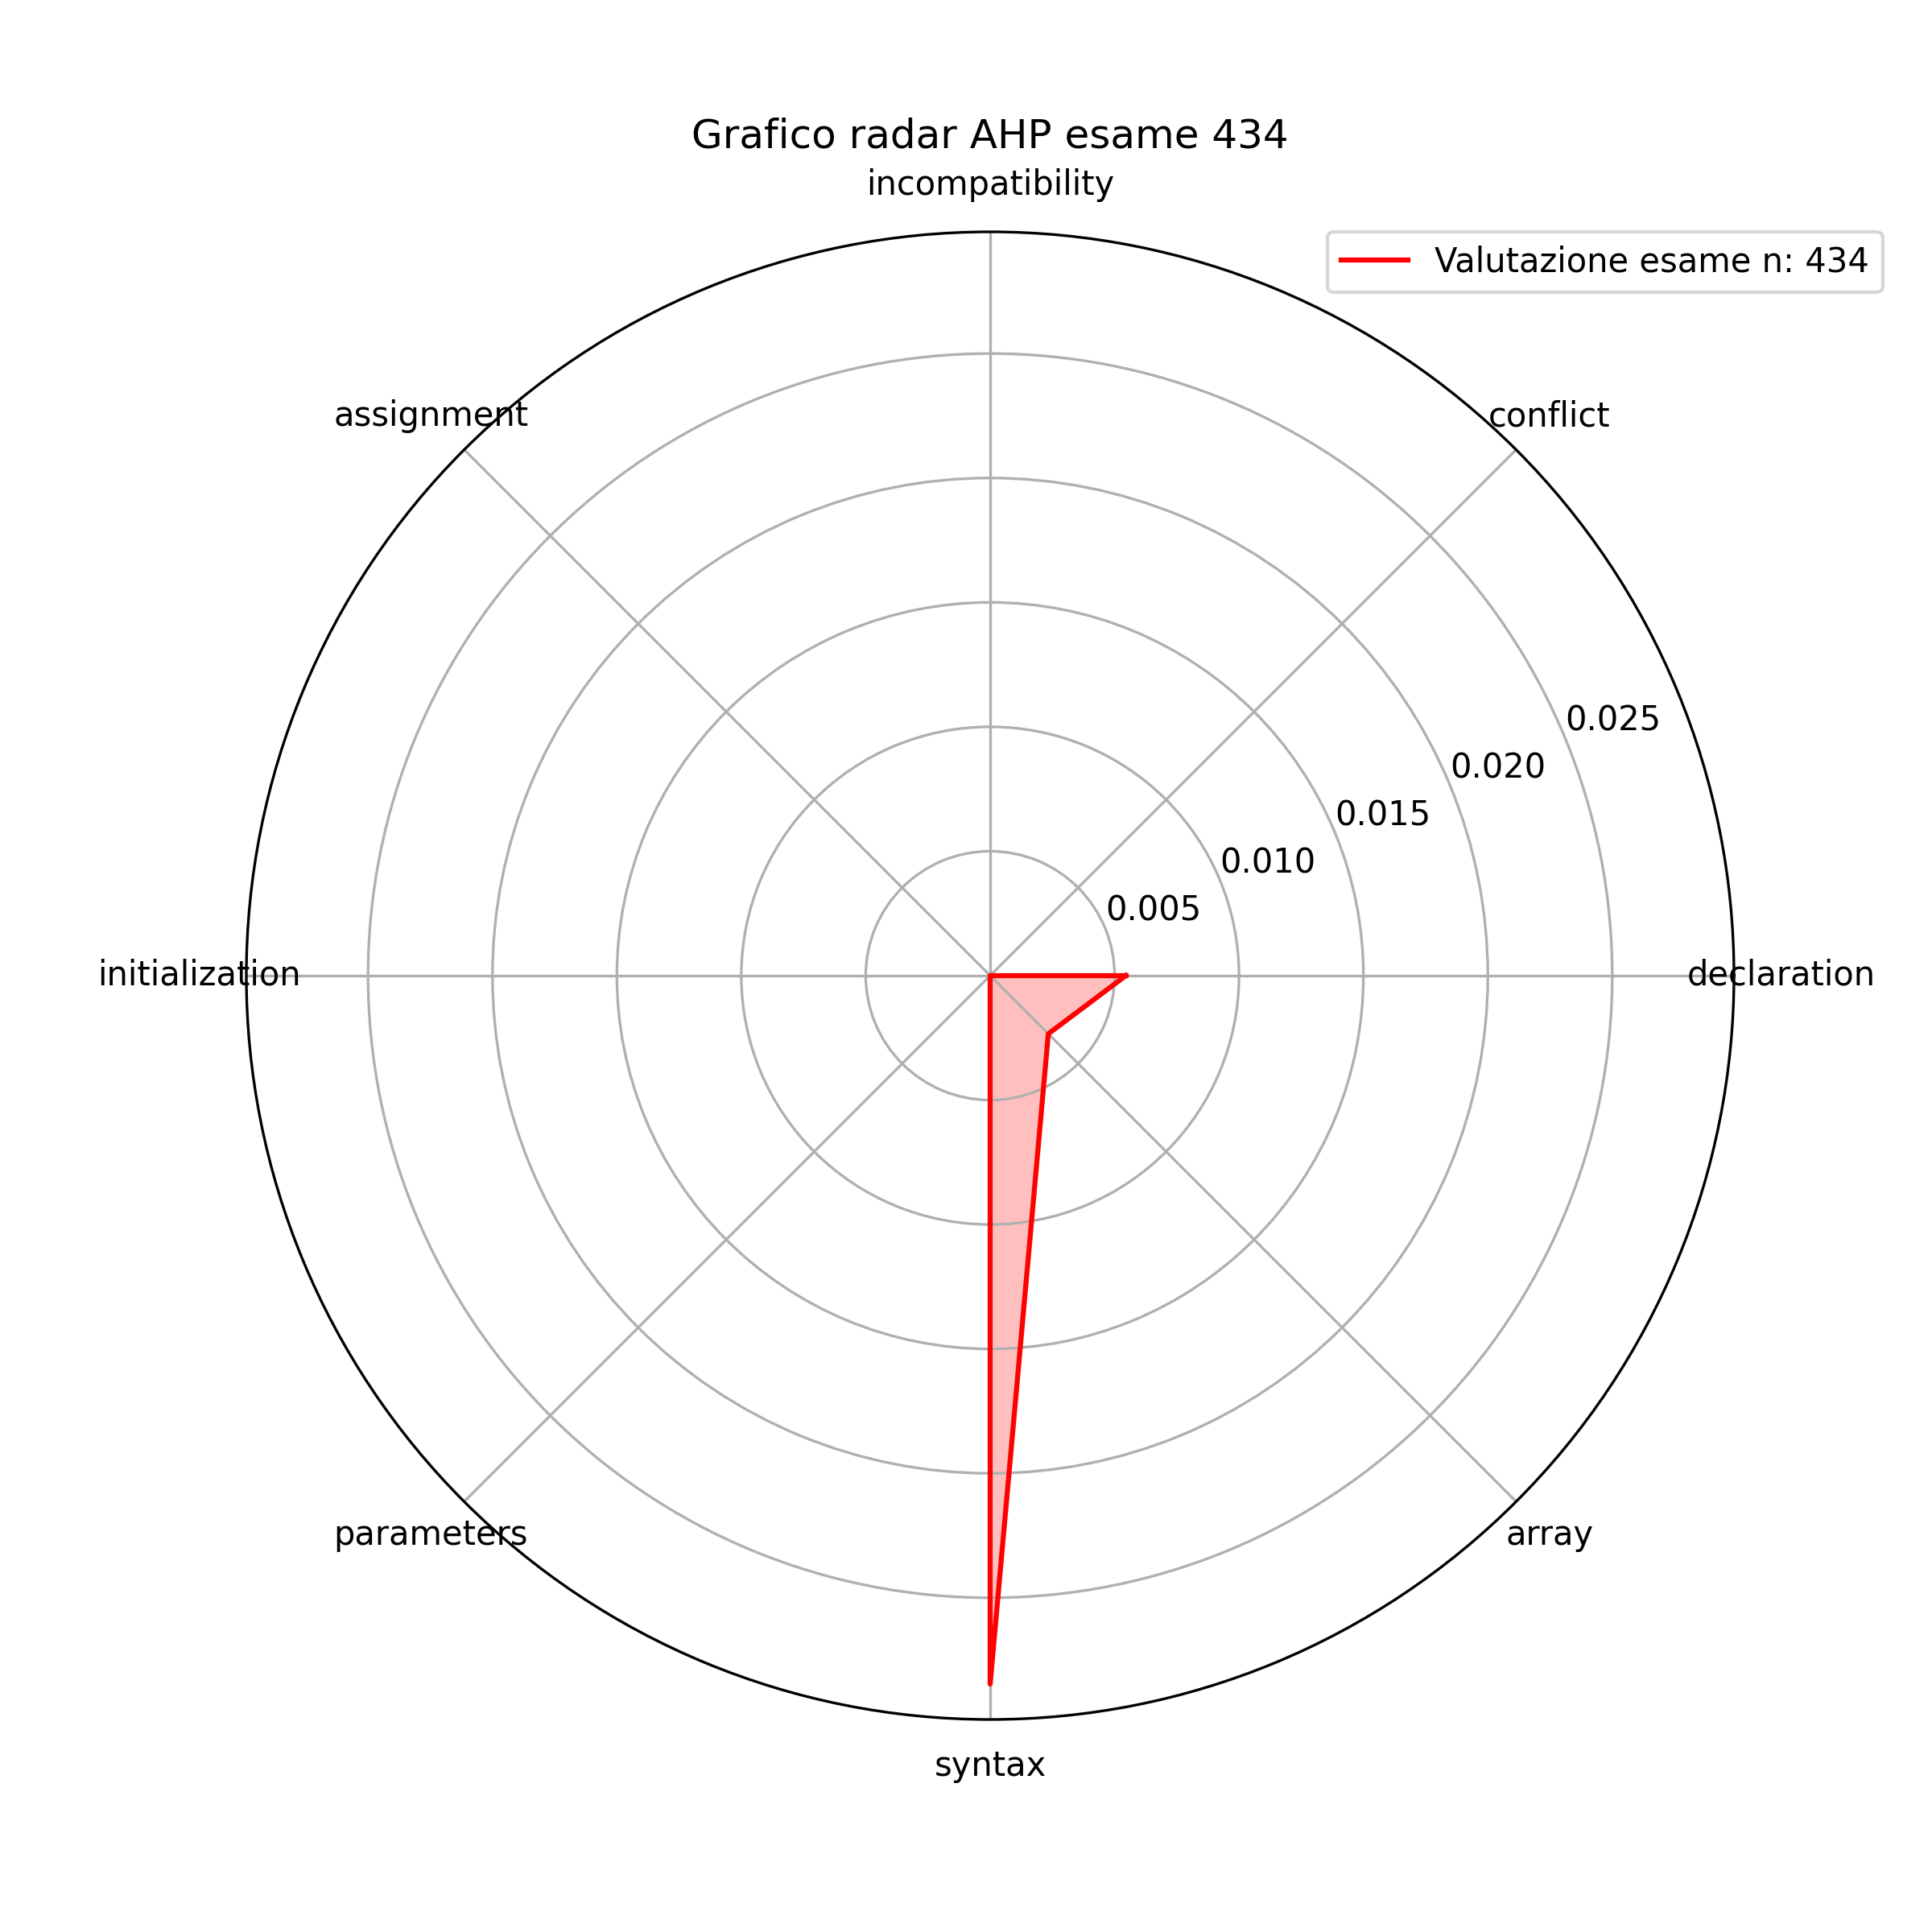 Grafico radar AHP esame 434
incompatibility
Valutazione esame n: 434
assignment
conflict
0.025
0.020
0.015
0.010
0.005
initialization
declaration
parameters
array
syntax